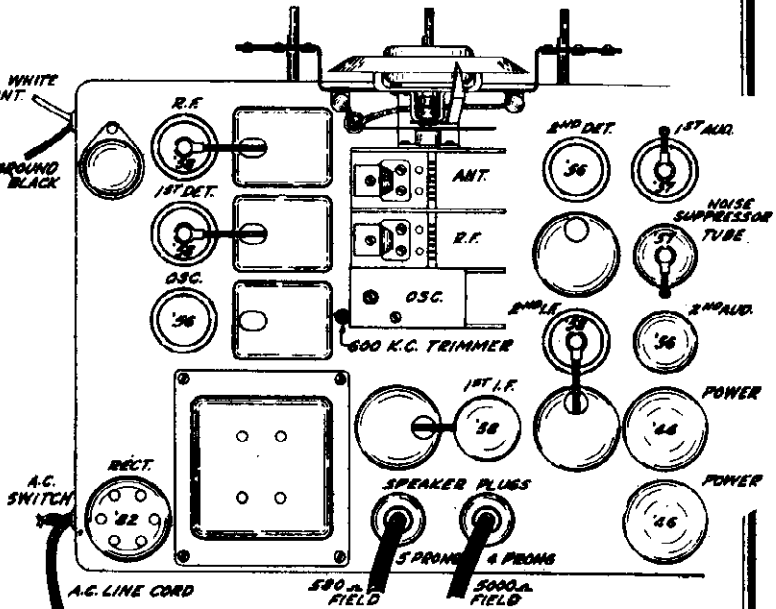 WHITE
ANT.
GROUND
BLACK
R.F.
'58
1ST DET.
'58
OSC.
'56
ANT.
R.F.
OSC.
600 K.C. TRIMMER
2ND DET.
'56
1ST AUD.
'57
NOISE
SUPPRESSOR
TUBE
'57
2ND I.F.
'58
2ND AUD.
'56
1ST I.F.
'58
POWER
'46
POWER
'46
RECT.
'82
A.C.
SWITCH
A.C. LINE CORD
SPEAKER PLUGS
5 PRONG
4 PRONG
580 Ω
FIELD
5000 Ω
FIELD